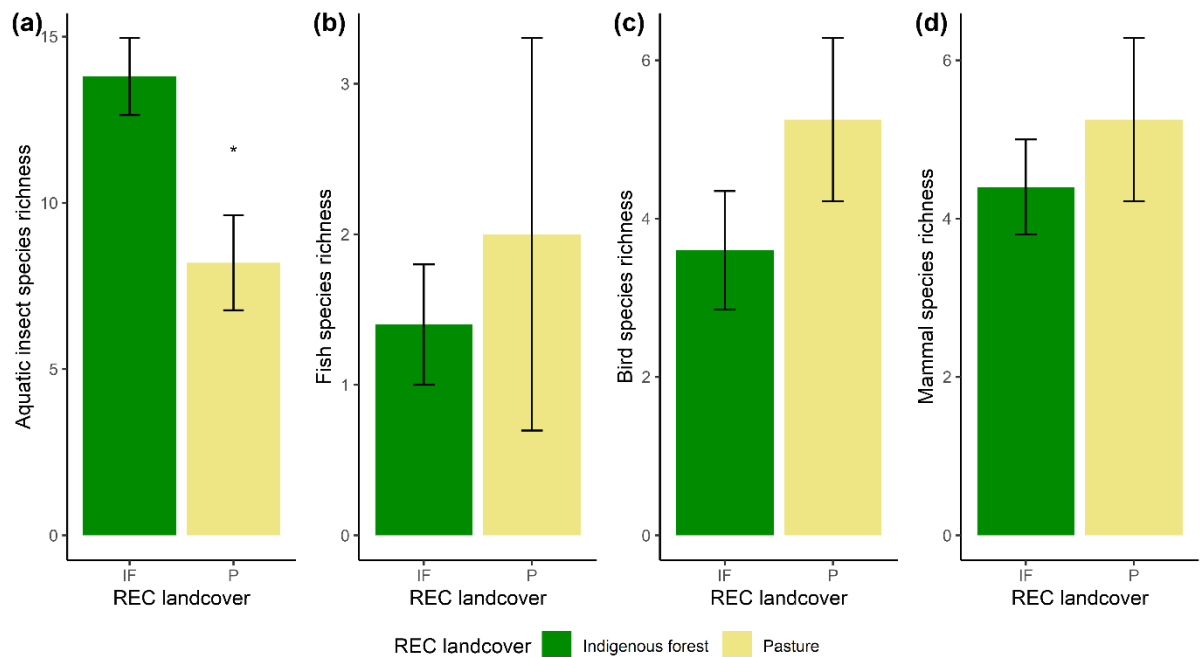 (a)
Aquatic insect species richness
15
10
5
0
*
IF
P
REC landcover
(b)
Fish species richness
3
2
1
0
IF
P
REC landcover
(c)
Bird species richness
6
4
2
0
IF
P
REC landcover
(d)
Mammal species richness
6
4
2
0
IF
P
REC landcover
REC landcover Indigenous forest Pasture